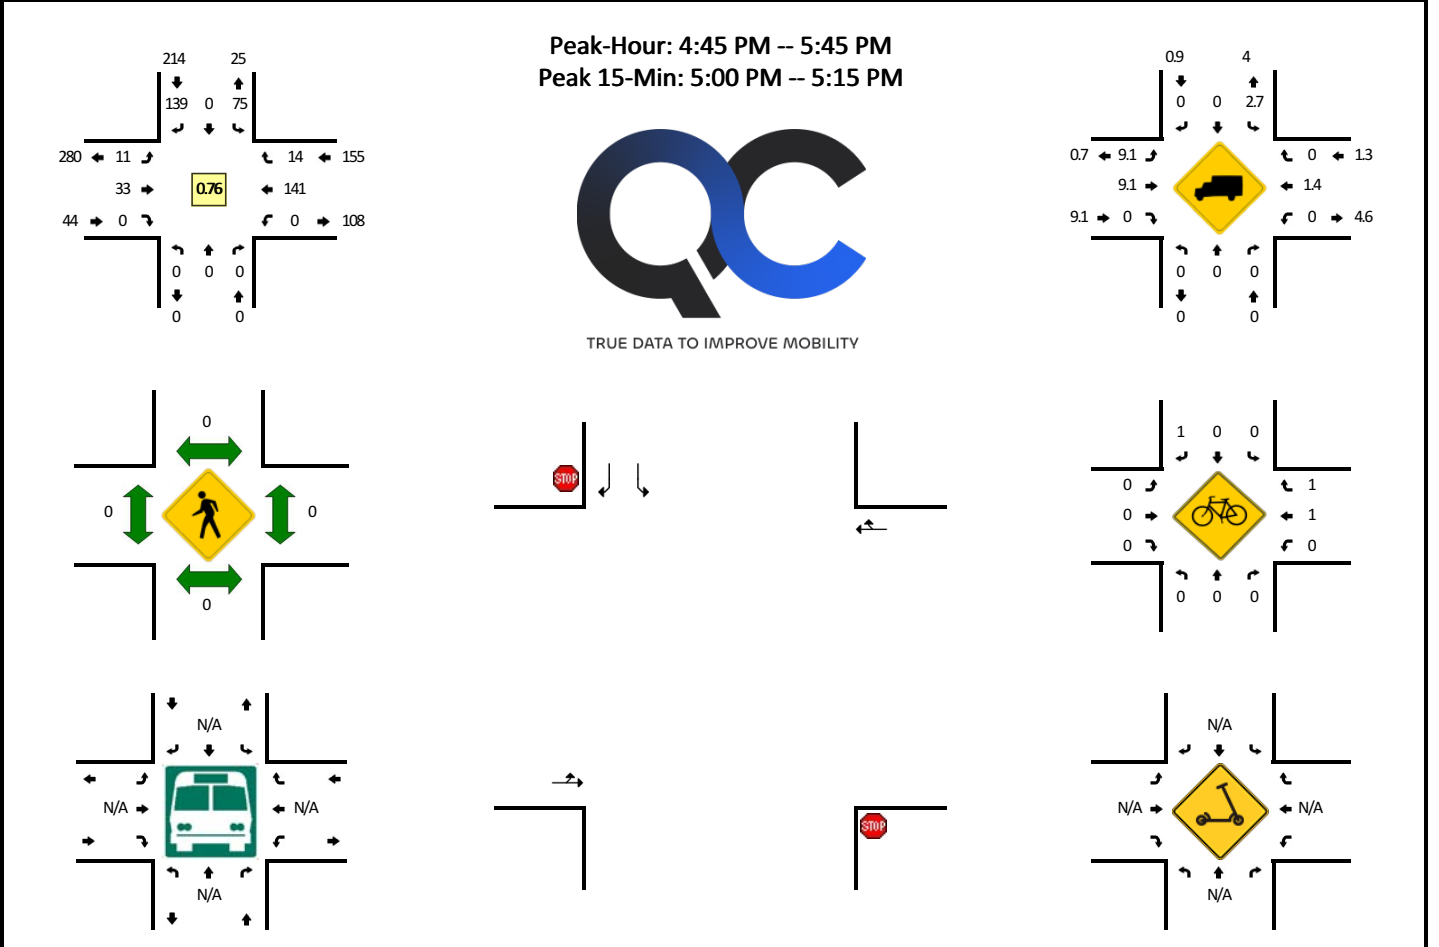 Peak-Hour: 4:45 PM -- 5:45 PM
Peak 15-Min: 5:00 PM -- 5:15 PM
214 25
139 0 75
280 11 14 155
33 0.76 141
44 0 0 108
0 0 0
0 0
0.9 4
0 0 2.7
0.7 9.1 0 1.3
9.1 1.4
9.1 0 0 4.6
0 0 0
0 0
TRUE DATA TO IMPROVE MOBILITY
0
0 0
0
STOP
STOP
1 0 0
0 1
0 1
0 0
0 0 0
N/A
N/A N/A
N/A
N/A
N/A N/A
N/A